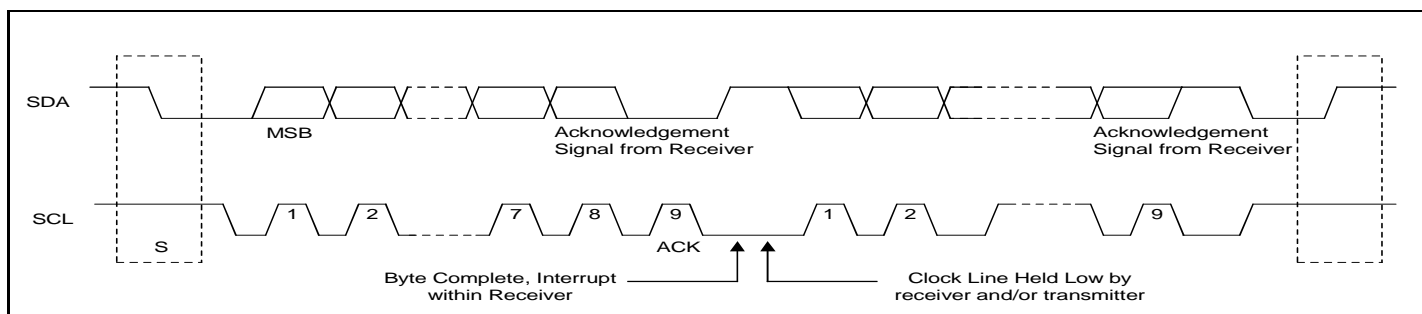 SDA
MSB
Acknowledgement
Signal from Receiver
Acknowledgement
Signal from Receiver
SCL
1
2
7
8
9
1
2
9
S
ACK
Byte Complete, Interrupt
within Receiver
Clock Line Held Low by
receiver and/or transmitter